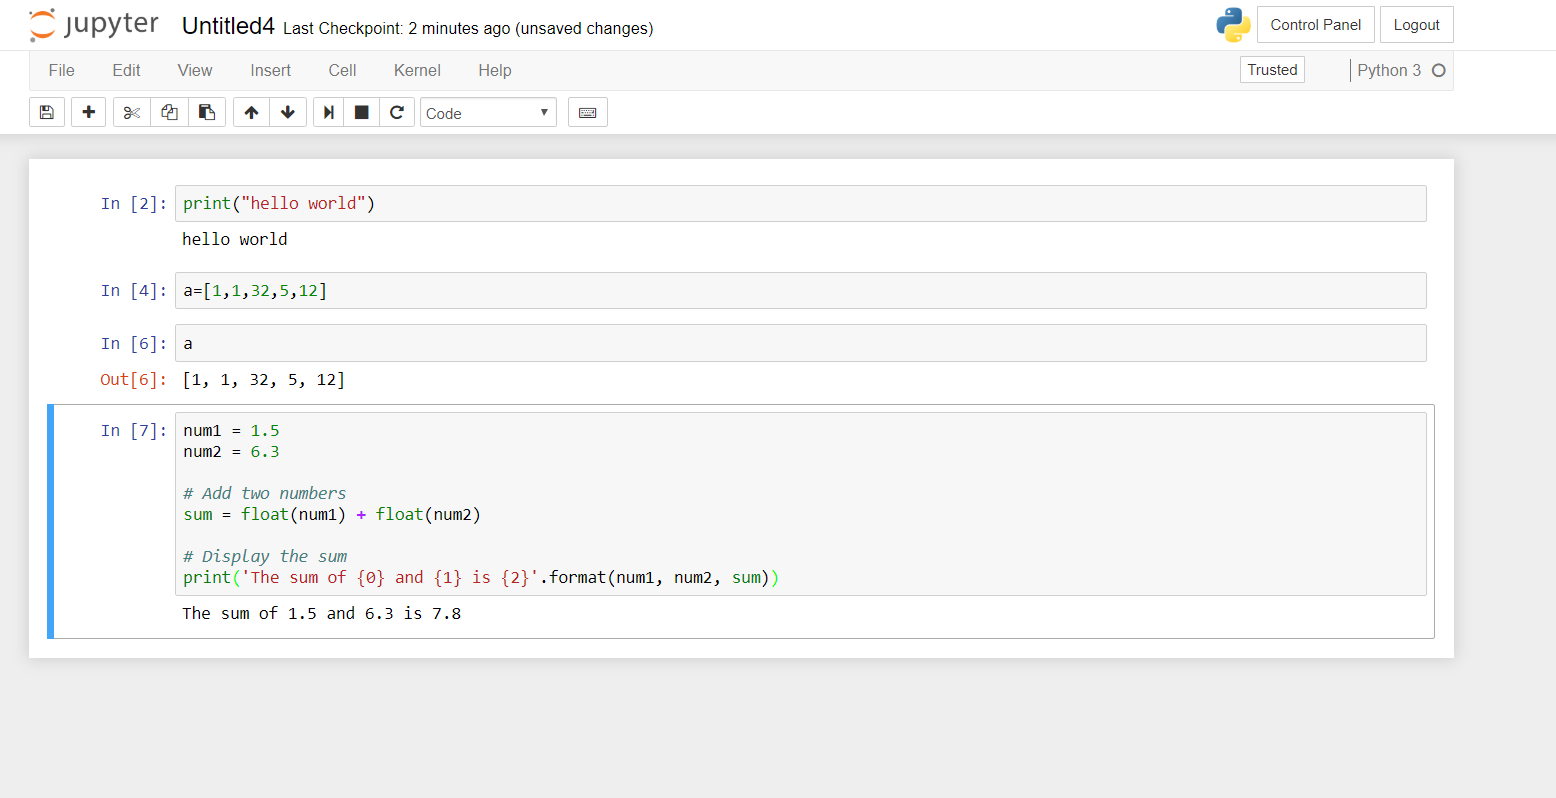 jupyter Untitled4 Last Checkpoint: 2 minutes ago (unsaved changes) Control Panel Logout
File Edit View Insert Cell Kernel Help Trusted Python 3
Code
In [2]: print("hello world")
hello world
In [4]: a=[1,1,32,5,12]
In [6]: a
Out[6]: [1, 1, 32, 5, 12]
In [7]: num1 = 1.5
num2 = 6.3
# Add two numbers
sum = float(num1) + float(num2)
# Display the sum
print('The sum of {0} and {1} is {2}'.format(num1, num2, sum))
The sum of 1.5 and 6.3 is 7.8